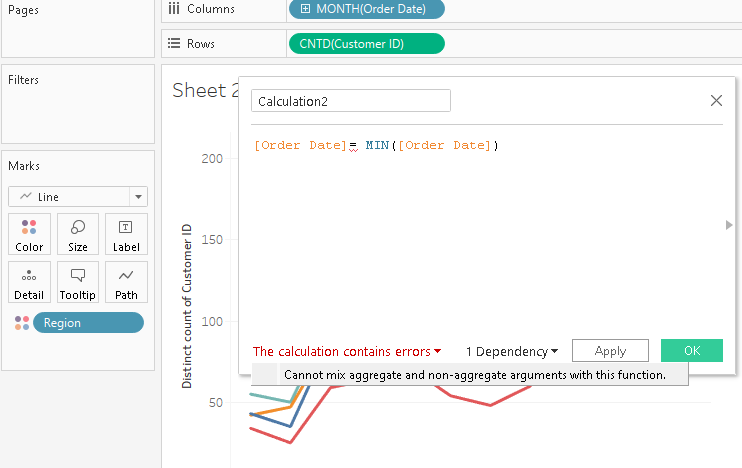 Pages
Columns
MONTH(Order Date)
Rows
CNTD(Customer ID)
Filters
Sheet 2
Calculation2
[Order Date]= MIN([Order Date])
Marks
Line
Color
Size
Label
Detail
Tooltip
Path
Region
Distinct count of Customer ID
200
150
100
50
The calculation contains errors
1 Dependency
Apply
OK
Cannot mix aggregate and non-aggregate arguments with this function.